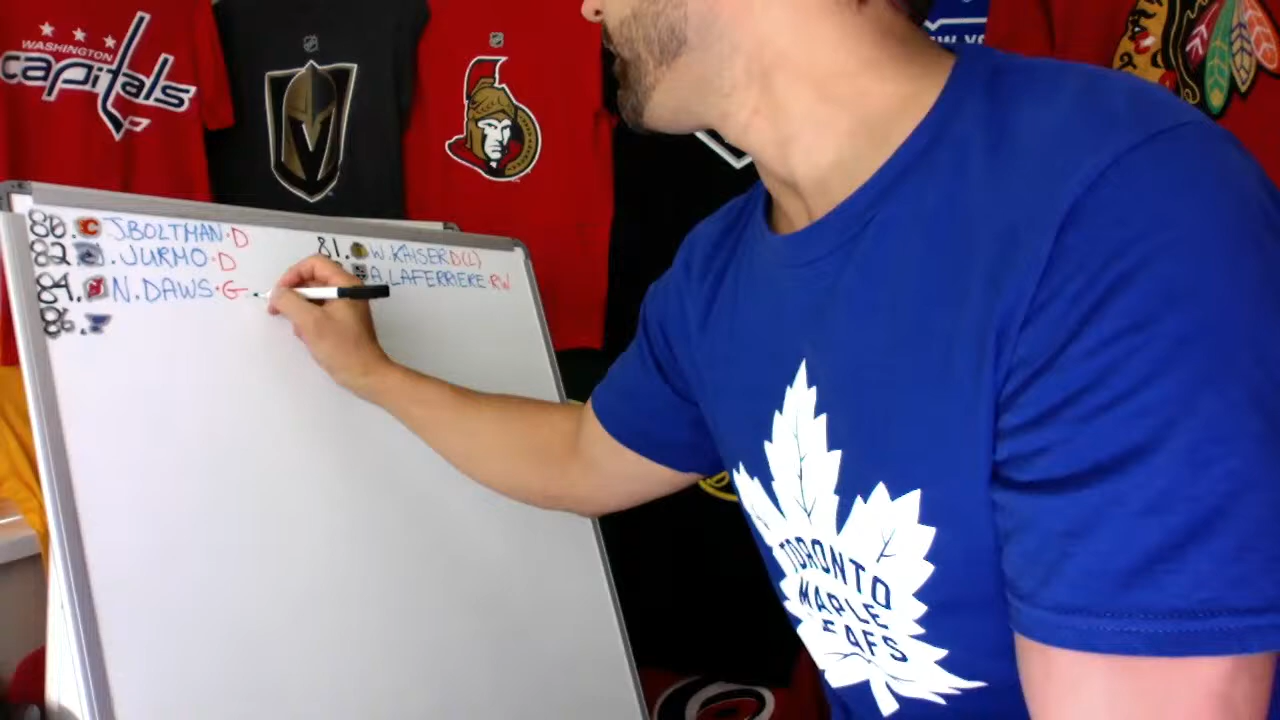 WASHINGTON
capitals
80. J.BOLTMAN·D
82 .JURMO·D
84. N.DAWS·G
86.
81. W.KAISER D(L)
A.LAFERRIERE·RW
TORONTO
MAPLE
LEAFS